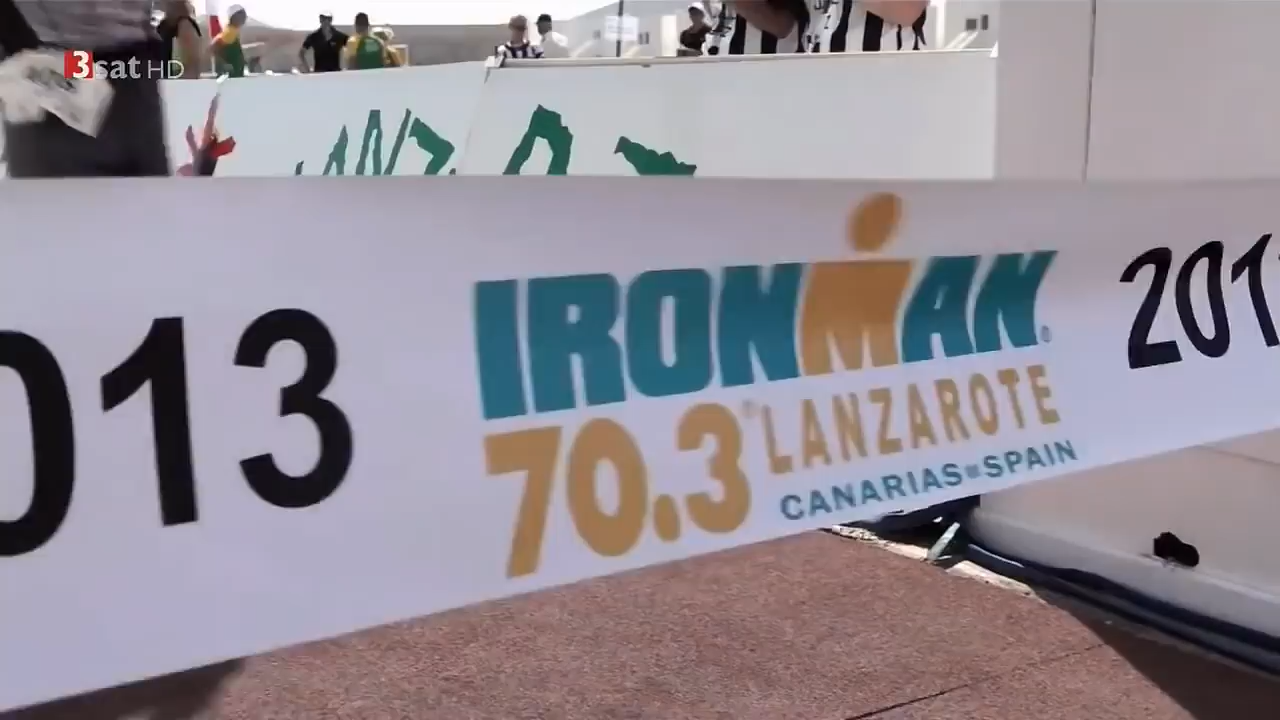 3sat HD
013
IRONMAN
70.3 LANZAROTE
CANARIAS SPAIN
201